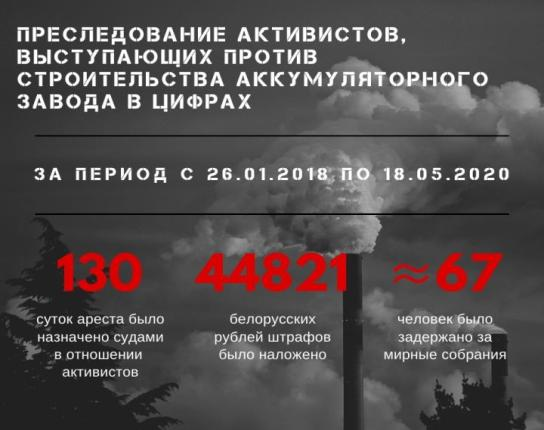 ПРЕСЛЕДОВАНИЕ АКТИВИСТОВ,
ВЫСТУПАЮЩИХ ПРОТИВ
СТРОИТЕЛЬСТВА АККУМУЛЯТОРНОГО
ЗАВОДА В ЦИФРАХ
ЗА ПЕРИОД С 26.01.2018 ПО 18.05.2020
130
суток ареста было
назначено судами
в отношении
активистов
44821
белорусских
рублей штрафов
было наложено
≈67
человек было
задержано за
мирные собрания